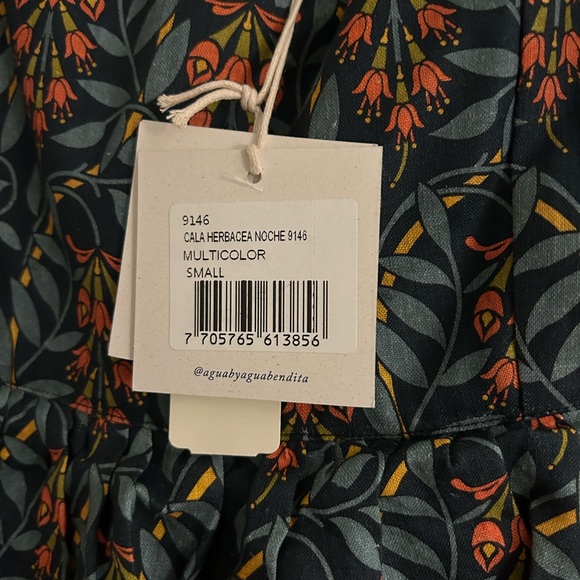 9146
CALA HERBACEA NOCHE 9146
MULTICOLOR
SMALL
7 705765 613856
@aguabyaguabendita